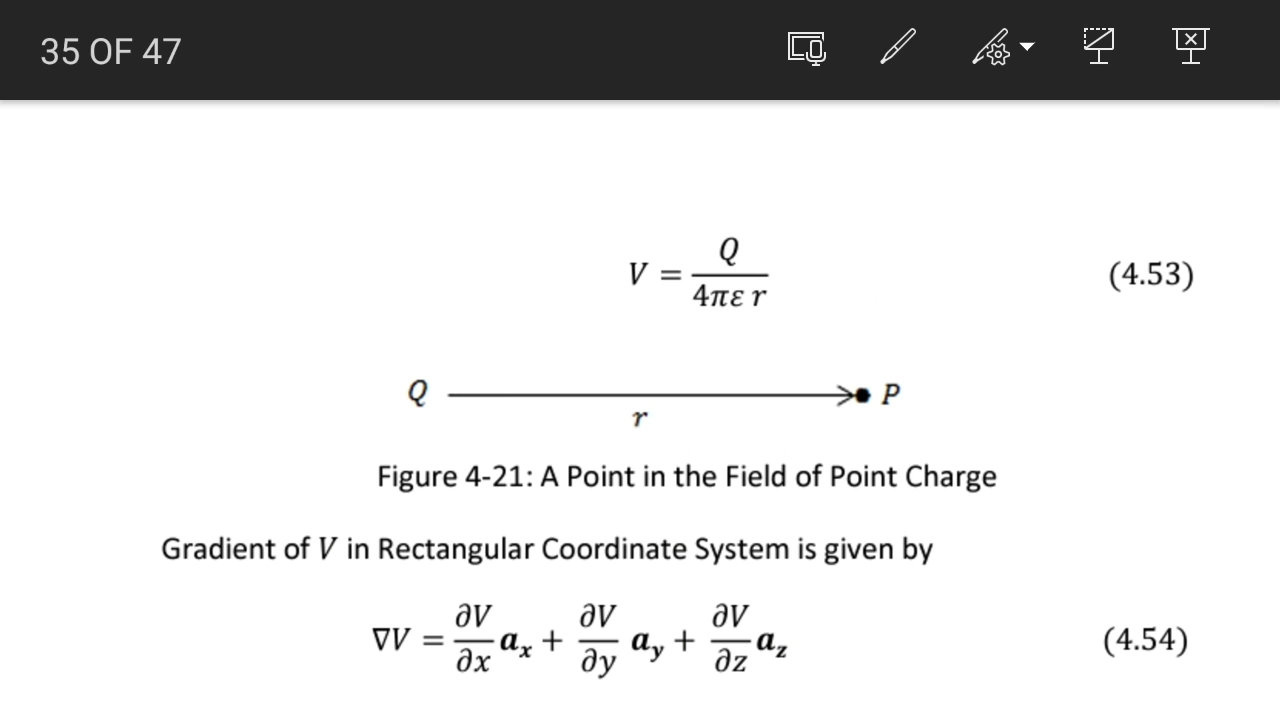 35 OF 47
V = Q / 4πε r (4.53)
Q r P
Figure 4-21: A Point in the Field of Point Charge
Gradient of V in Rectangular Coordinate System is given by
∇V = ∂V/∂x aₓ + ∂V/∂y a_y + ∂V/∂z a_z (4.54)